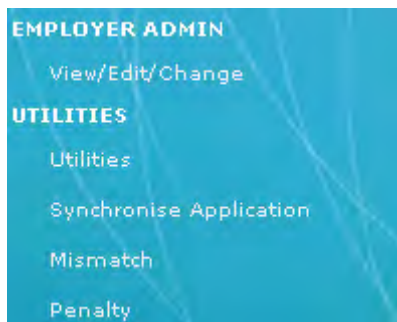 EMPLOYER ADMIN
View/Edit/Change
UTILITIES
Utilities
Synchronise Application
Mismatch
Penalty